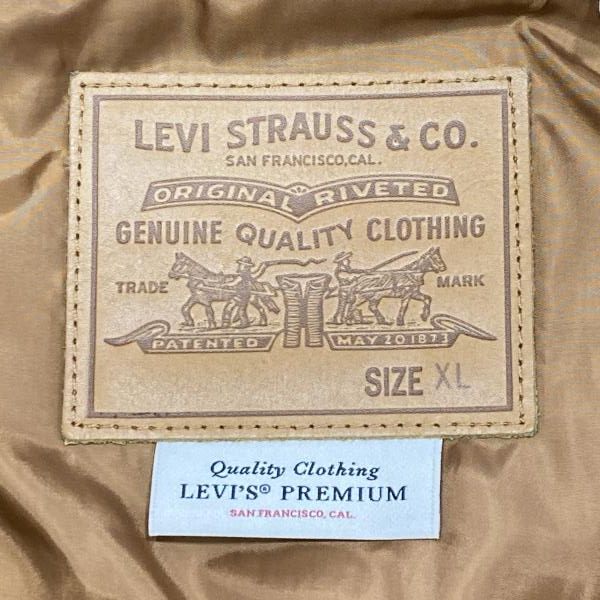 LEVI STRAUSS & CO.
SAN FRANCISCO, CAL.
ORIGINAL RIVETED
GENUINE QUALITY CLOTHING
TRADE MARK
PATENTED MAY 20 1873
SIZE XL
Quality Clothing
LEVI'S® PREMIUM
SAN FRANCISCO, CAL.